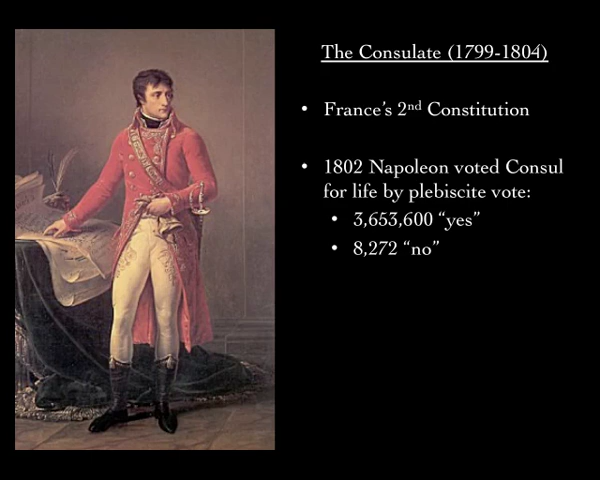 The Consulate (1799-1804)
• France's 2nd Constitution
• 1802 Napoleon voted Consul
for life by plebiscite vote:
• 3,653,600 “yes”
• 8,272 “no”